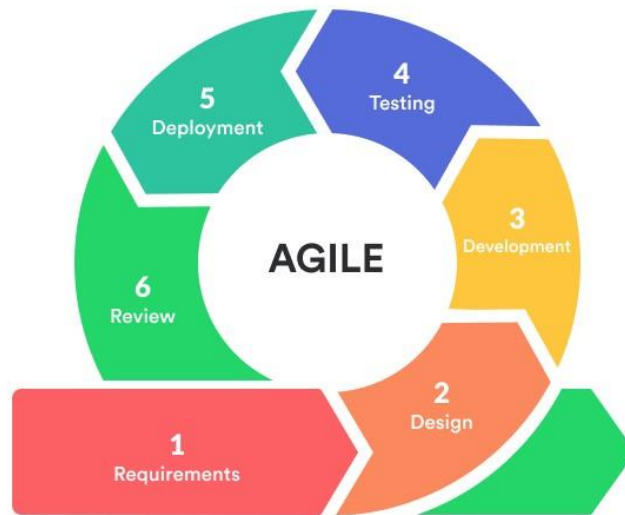 AGILE
1
Requirements
2
Design
3
Development
4
Testing
5
Deployment
6
Review